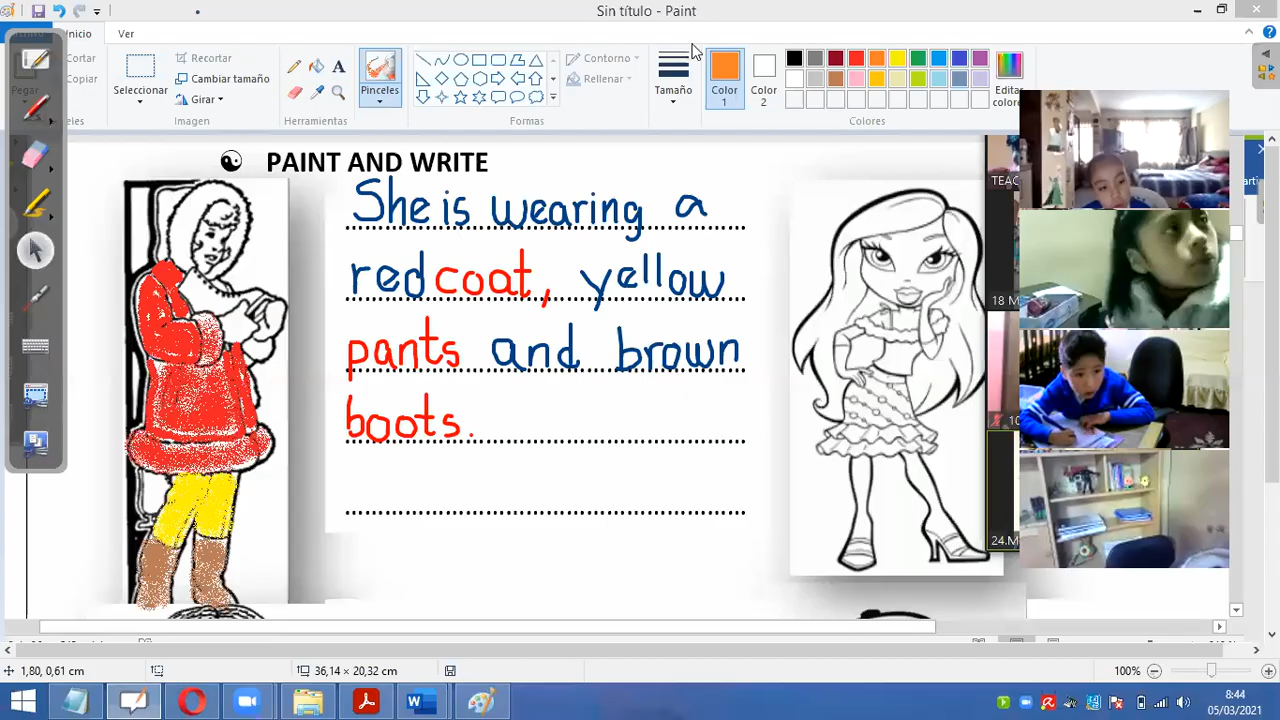 Sin título - Paint
Inicio Ver
Pegar
Cortar
Copiar
Seleccionar
Recortar
Cambiar tamaño
Girar
Imagen
Herramientas
Pinceles
Formas
Contorno
Rellenar
Tamaño
Color 1
Color 2
Editar
Colores
PAINT AND WRITE
She is wearing a
red coat, yellow
pants and brown
boots.
18 M
10
24.M
1,80, 0,61 cm
36,14 × 20,32 cm
100%
8:44
05/03/2021